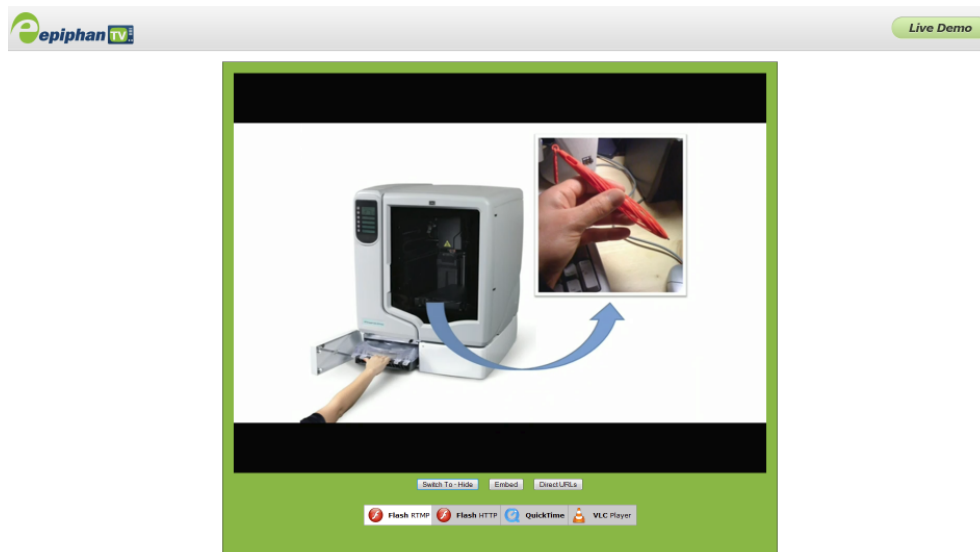 epiphan TV
Live Demo
Switch To - Hide
Embed
Direct URLs
Flash RTMP
Flash HTTP
QuickTime
VLC Player